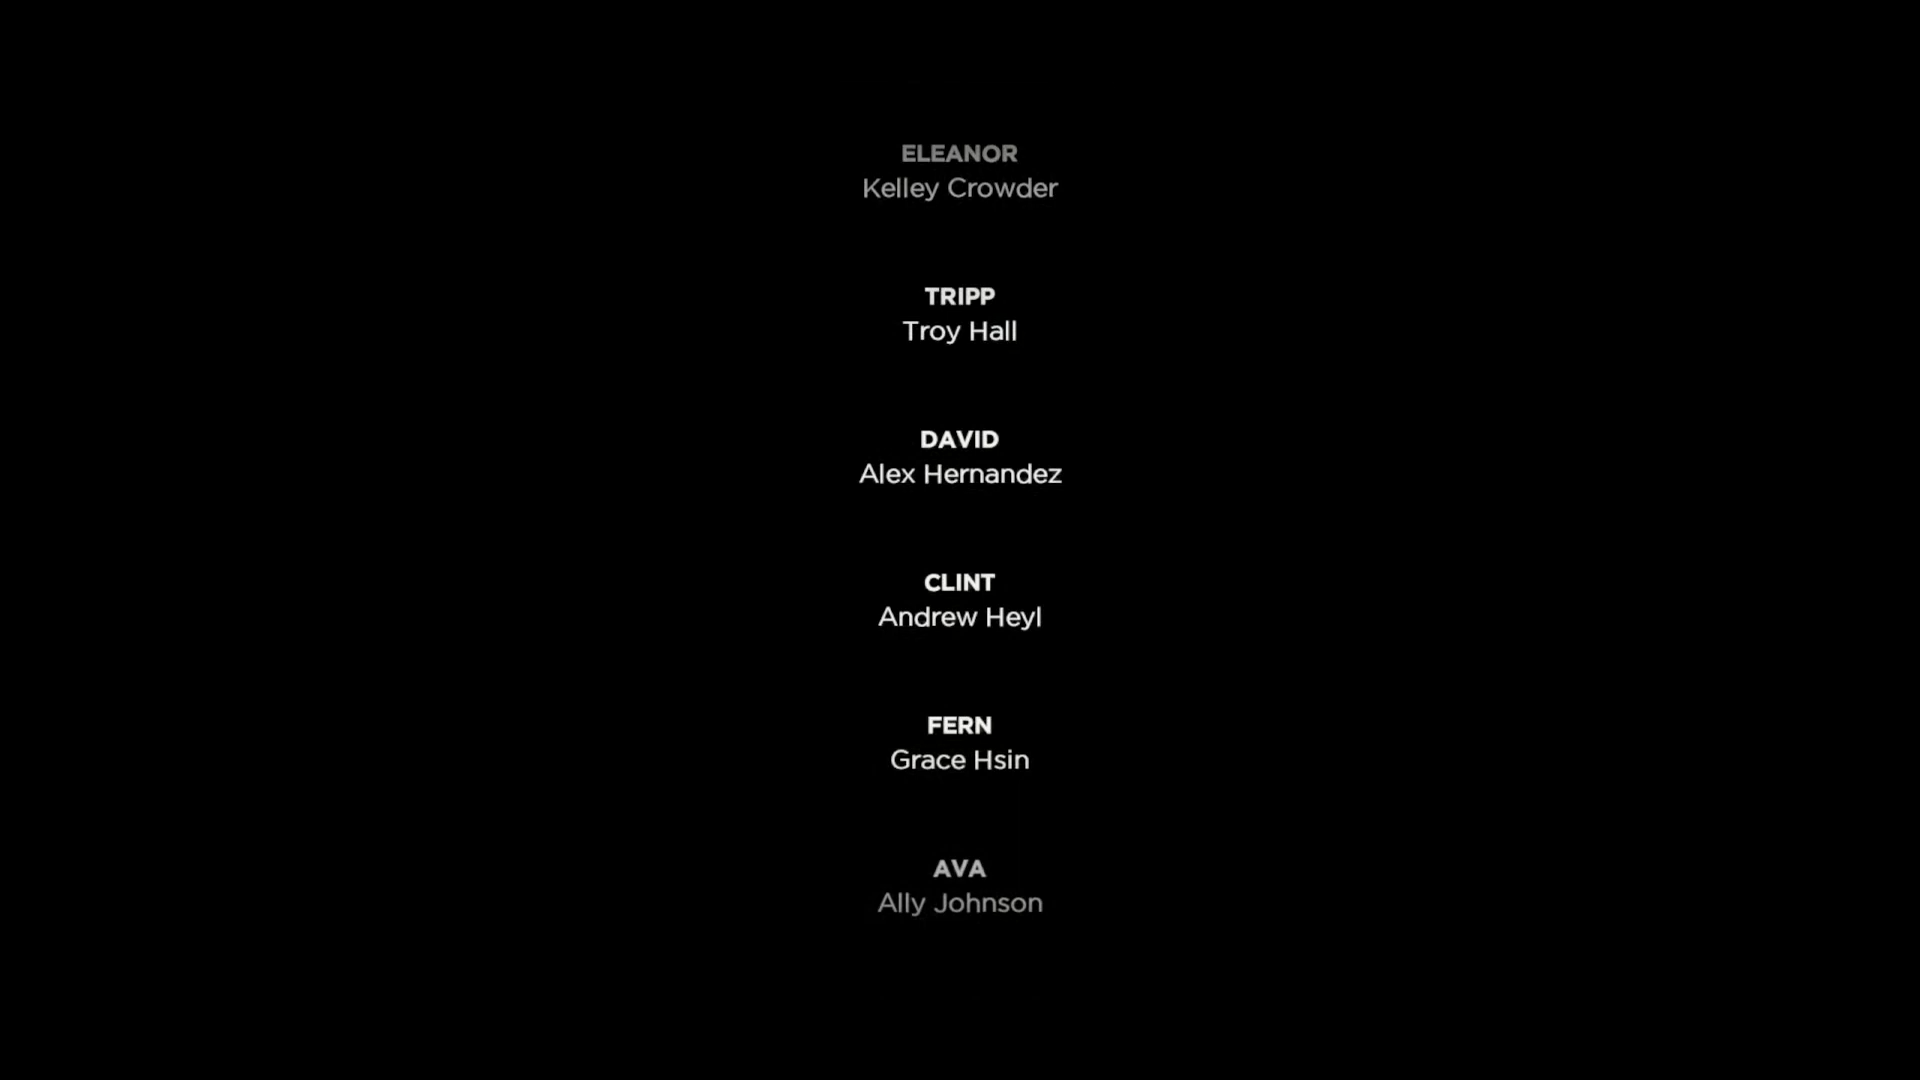 ELEANOR
Kelley Crowder
TRIPP
Troy Hall
DAVID
Alex Hernandez
CLINT
Andrew Heyl
FERN
Grace Hsin
AVA
Ally Johnson